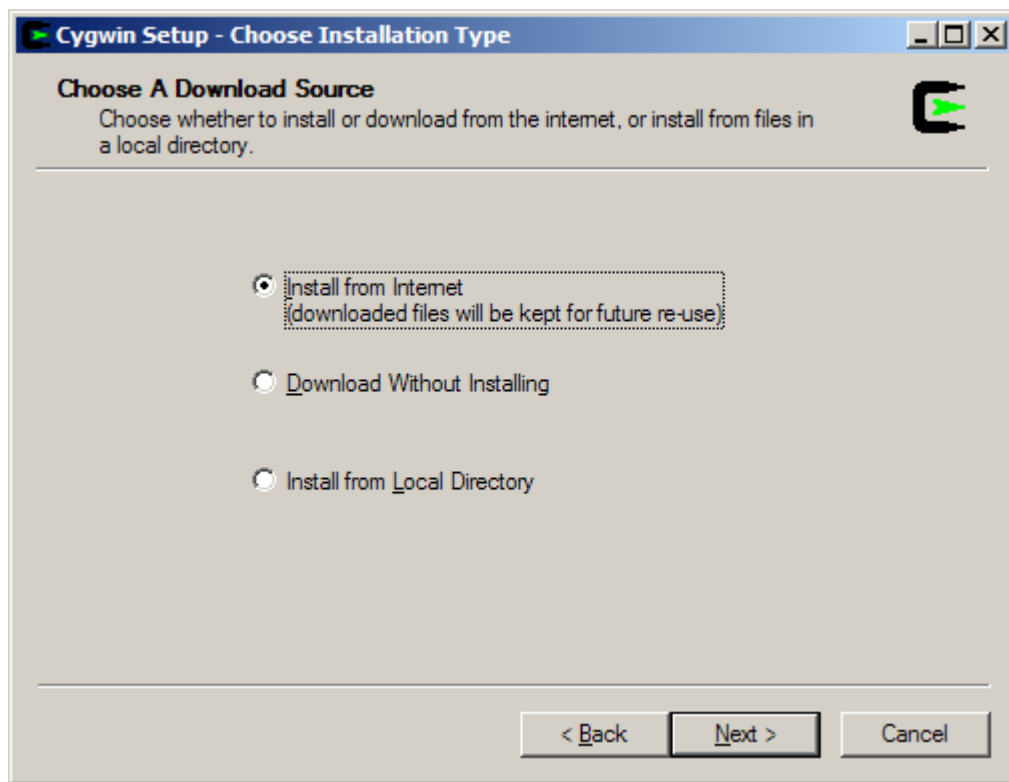 Cygwin Setup - Choose Installation Type
Choose A Download Source
Choose whether to install or download from the internet, or install from files in
a local directory.
Install from Internet
(downloaded files will be kept for future re-use)
Download Without Installing
Install from Local Directory
< Back Next > Cancel